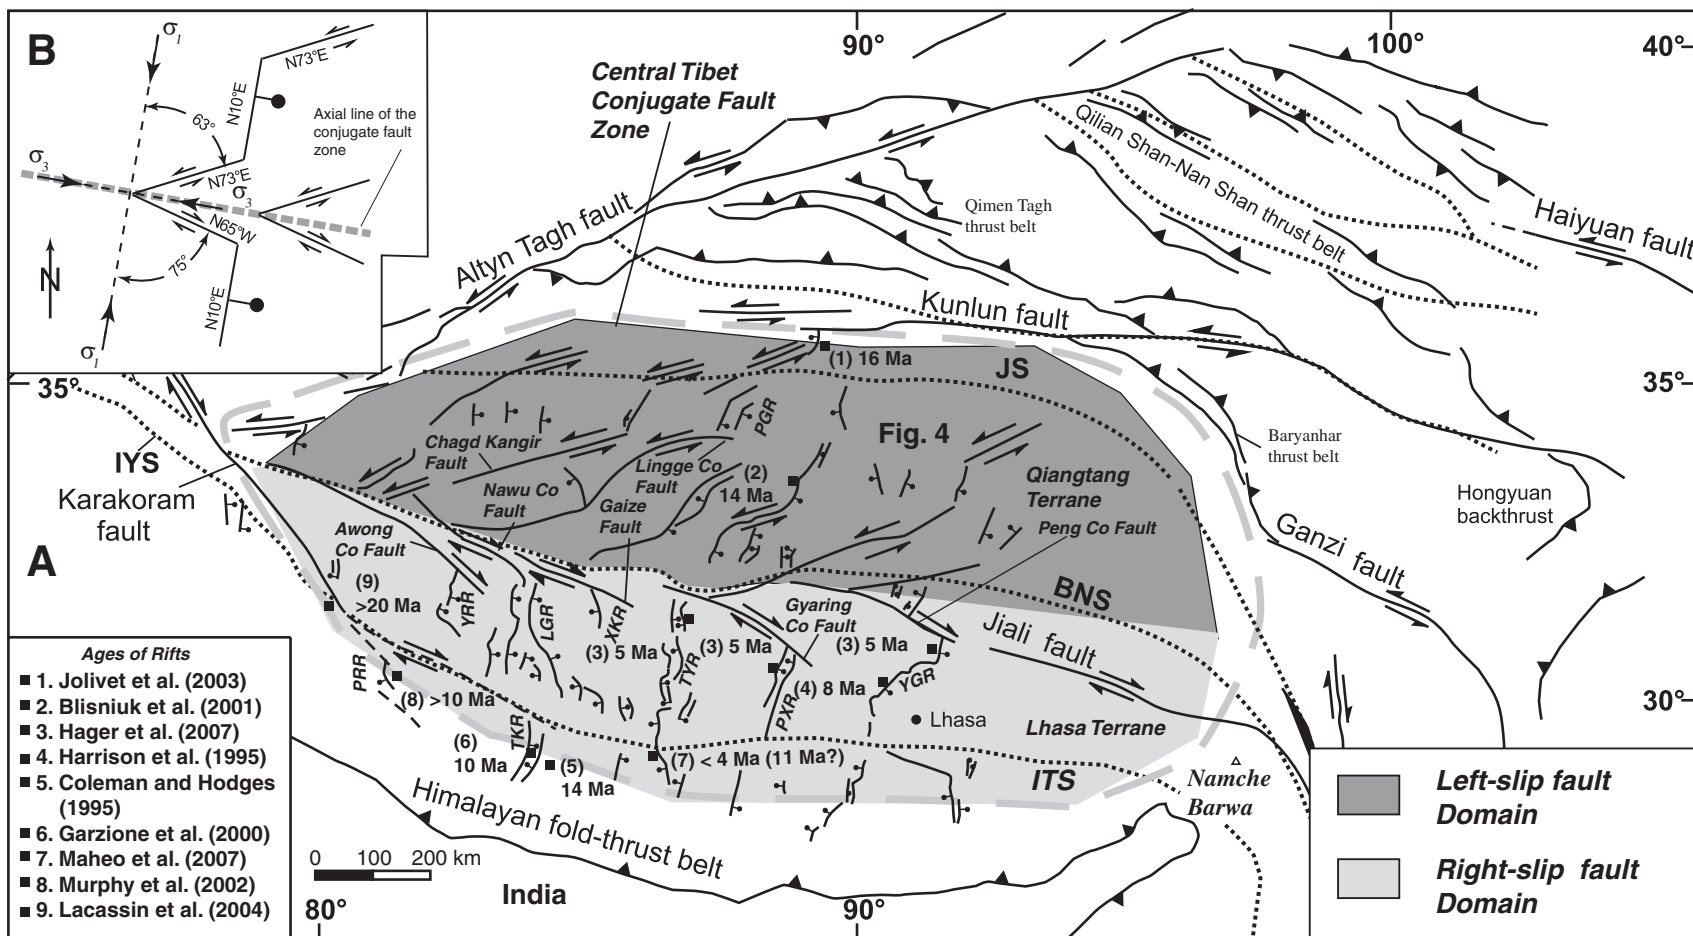 B
σ1
N73°E
N10°E
63°
Axial line of the
conjugate fault
zone
σ3
N73°E
σ3
N65°W
N
75°
N10°E
σ1
90°
100°
40°
Central Tibet
Conjugate Fault
Zone
Qilian Shan-Nan Shan thrust belt
Haiyuan fault
Altyn Tagh fault
Qimen Tagh
thrust belt
Kunlun fault
35°
35°
(1) 16 Ma
JS
PGR
Fig. 4
Chagd Kangir
Fault
Lingge Co
Fault
(2)
14 Ma
Nawu Co
Fault
Gaize
Fault
Qiangtang
Terrane
Peng Co Fault
Baryanhar
thrust belt
Hongyuan
backthrust
IYS
Karakoram
fault
Awong
Co Fault
Ganzi fault
A
(9)
>20 Ma
YRR
LGR
XKR
BNS
Gyaring
Co Fault
Jiali fault
(3) 5 Ma
(3) 5 Ma
(3) 5 Ma
TYR
PRR
(8) >10 Ma
(4) 8 Ma
YGR
PXR
30°
Lhasa
Lhasa Terrane
TKR
(6)
10 Ma
(5)
14 Ma
(7) < 4 Ma (11 Ma?)
ITS
Namche
Barwa
Himalayan fold-thrust belt
India
0 100 200 km
80°
90°
Ages of Rifts
1. Jolivet et al. (2003)
2. Blisniuk et al. (2001)
3. Hager et al. (2007)
4. Harrison et al. (1995)
5. Coleman and Hodges
(1995)
6. Garzione et al. (2000)
7. Maheo et al. (2007)
8. Murphy et al. (2002)
9. Lacassin et al. (2004)
Left-slip fault
Domain
Right-slip fault
Domain